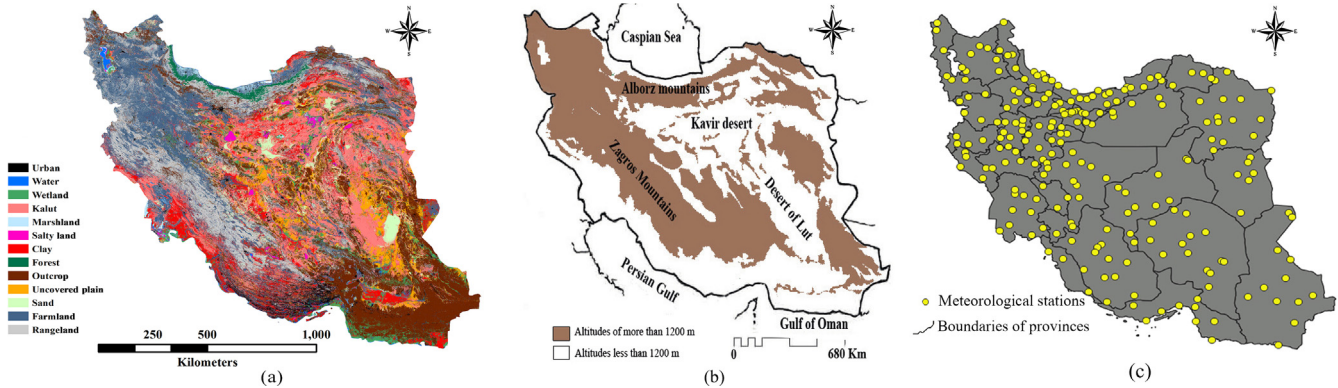 N
W E
S
Urban
Water
Wetland
Kalut
Marshland
Salty land
Clay
Forest
Outcrop
Uncovered plain
Sand
Farmland
Rangeland
250 500 1,000
Kilometers
(a)
Caspian Sea
N
W E
S
Alborz mountains
Kavir desert
Zagros Mountains
Desert of Lut
Persian Gulf
Gulf of Oman
Altitudes of more than 1200 m
Altitudes less than 1200 m
0 680 Km
(b)
N
W E
S
Meteorological stations
Boundaries of provinces
(c)